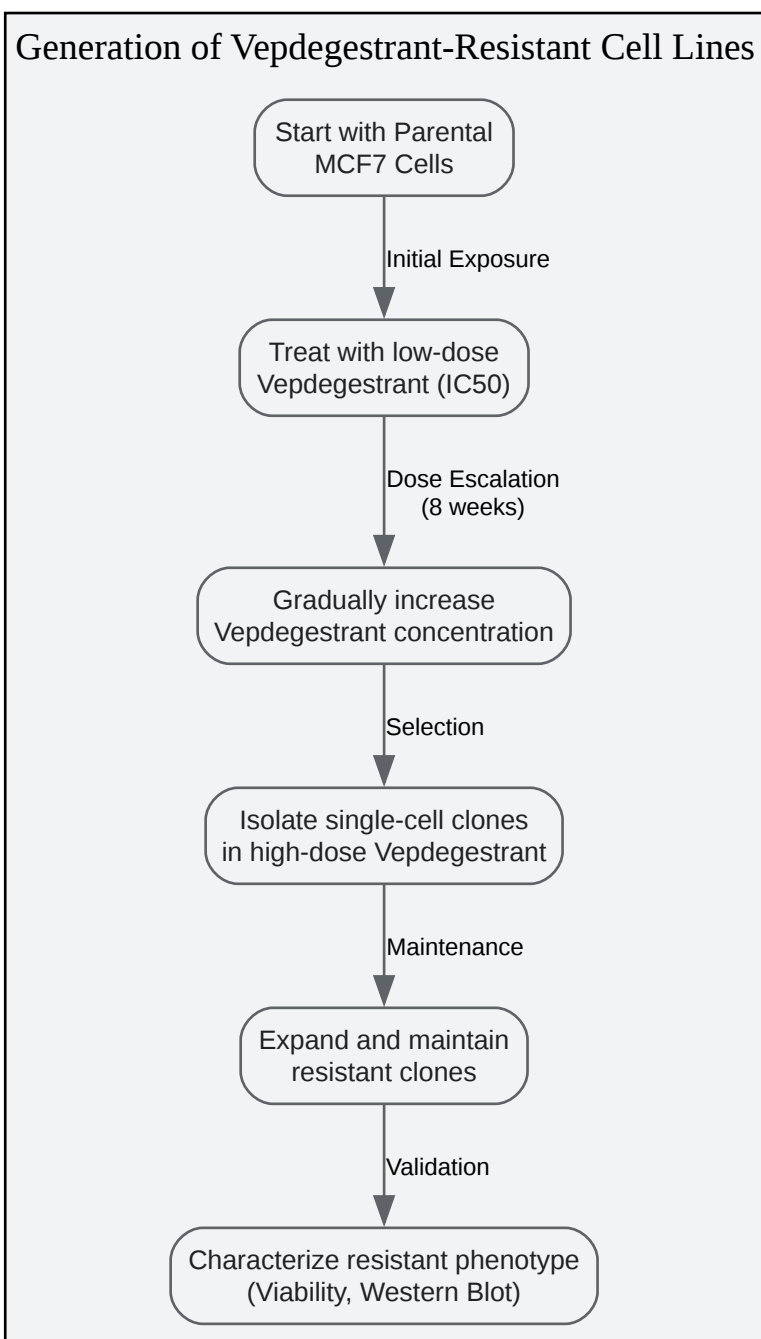 Generation of Vepdegestrant-Resistant Cell Lines
Start with Parental
MCF7 Cells
Initial Exposure
Treat with low-dose
Vepdegestrant (IC50)
Dose Escalation
(8 weeks)
Gradually increase
Vepdegestrant concentration
Selection
Isolate single-cell clones
in high-dose Vepdegestrant
Maintenance
Expand and maintain
resistant clones
Validation
Characterize resistant phenotype
(Viability, Western Blot)